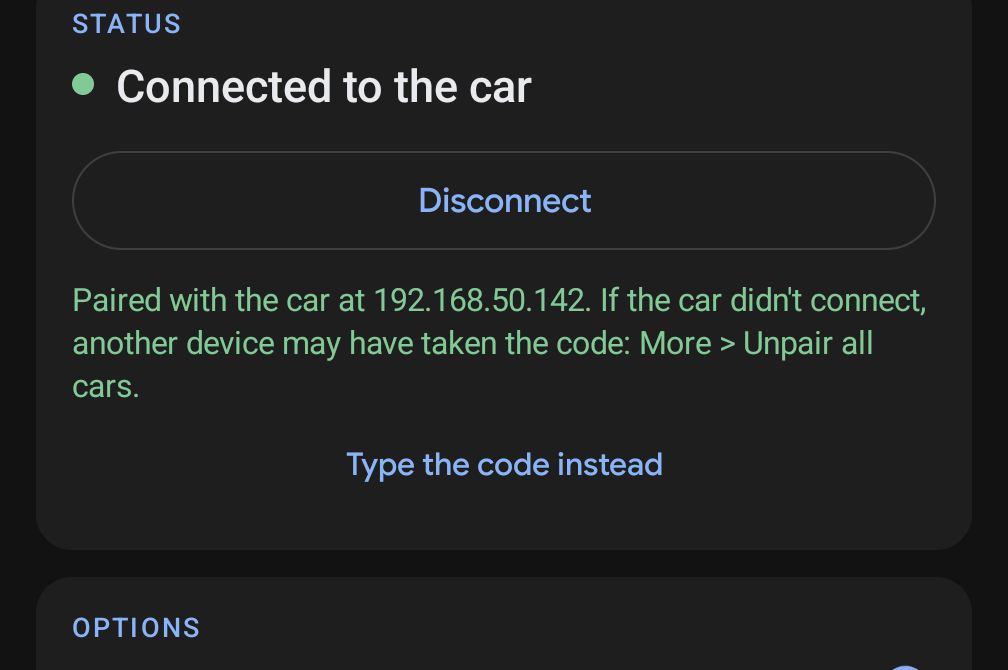 STATUS
Connected to the car
Disconnect
Paired with the car at 192.168.50.142. If the car didn't connect,
another device may have taken the code: More > Unpair all
cars.
Type the code instead
OPTIONS